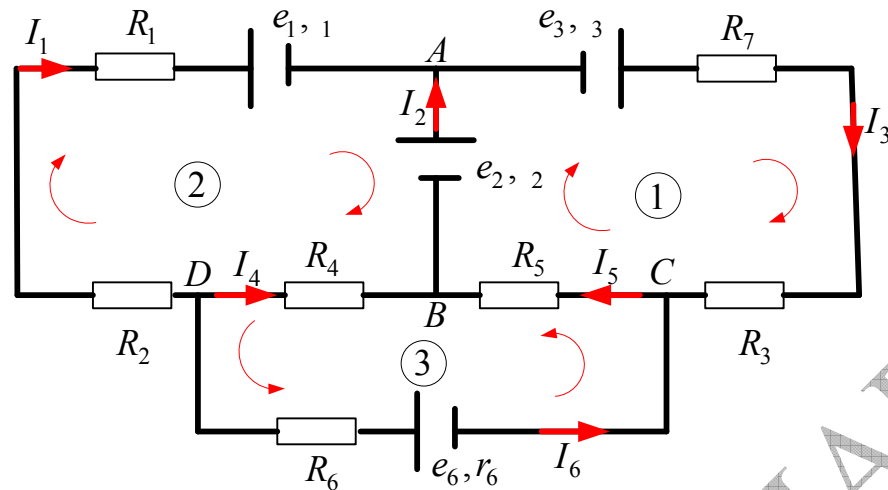 I₁ R₁ e₁, ₁ A e₃, ₃ R₇
I₂ I₃
② e₂, ₂ ①
D I₄ R₄ R₅ I₅ C
B
R₂ R₃
③
R₆ e₆, r₆ I₆